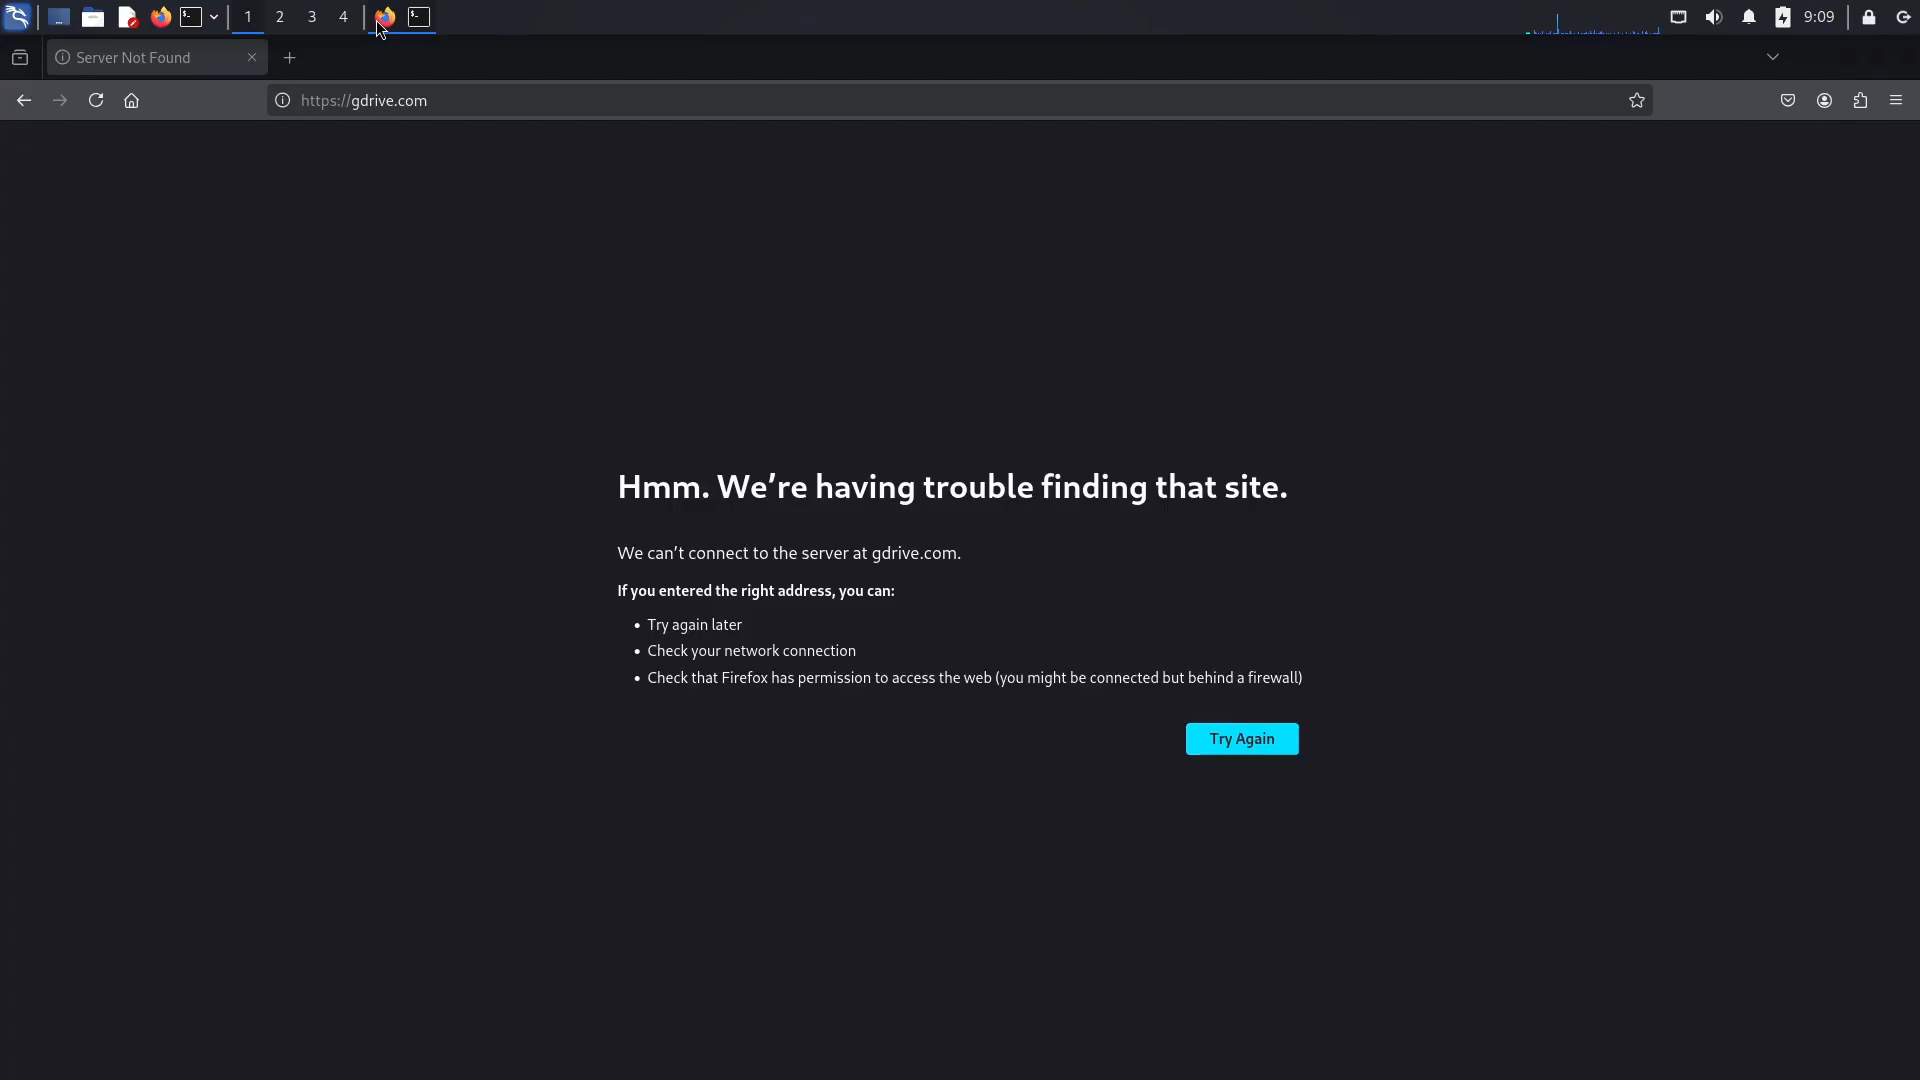 1 2 3 4 9:09
Server Not Found
https://gdrive.com
Hmm. We’re having trouble finding that site.
We can’t connect to the server at gdrive.com.
If you entered the right address, you can:
• Try again later
• Check your network connection
• Check that Firefox has permission to access the web (you might be connected but behind a firewall)
Try Again